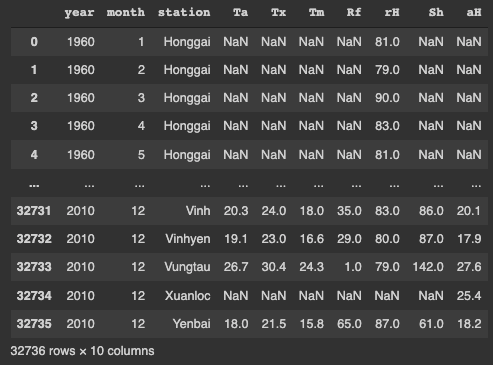 year month station Ta Tx Tm Rf rH Sh aH
0 1960 1 Honggai NaN NaN NaN NaN 81.0 NaN NaN
1 1960 2 Honggai NaN NaN NaN NaN 79.0 NaN NaN
2 1960 3 Honggai NaN NaN NaN NaN 90.0 NaN NaN
3 1960 4 Honggai NaN NaN NaN NaN 83.0 NaN NaN
4 1960 5 Honggai NaN NaN NaN NaN 81.0 NaN NaN
... ... ... ... ... ... ... ... ... ... ...
32731 2010 12 Vinh 20.3 24.0 18.0 35.0 83.0 86.0 20.1
32732 2010 12 Vinhyen 19.1 23.0 16.6 29.0 80.0 87.0 17.9
32733 2010 12 Vungtau 26.7 30.4 24.3 1.0 79.0 142.0 27.6
32734 2010 12 Xuanloc NaN NaN NaN NaN NaN NaN 25.4
32735 2010 12 Yenbai 18.0 21.5 15.8 65.0 87.0 61.0 18.2
32736 rows × 10 columns